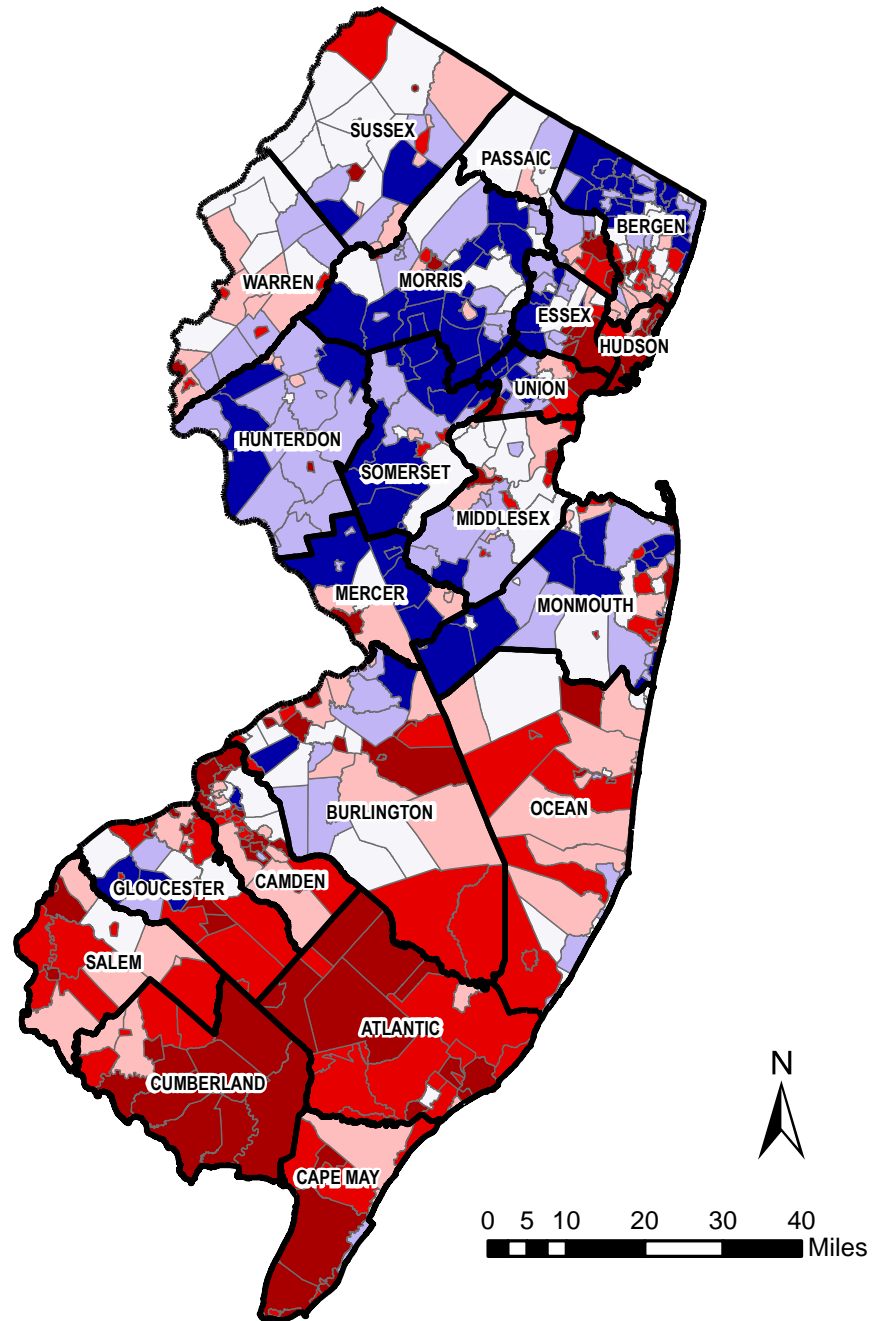 SUSSEX
PASSAIC
BERGEN
WARREN
MORRIS
ESSEX
HUDSON
UNION
HUNTERDON
SOMERSET
MIDDLESEX
MERCER
MONMOUTH
OCEAN
BURLINGTON
GLOUCESTER
CAMDEN
SALEM
ATLANTIC
CUMBERLAND
CAPE MAY
N
0 5 10 20 30 40
Miles